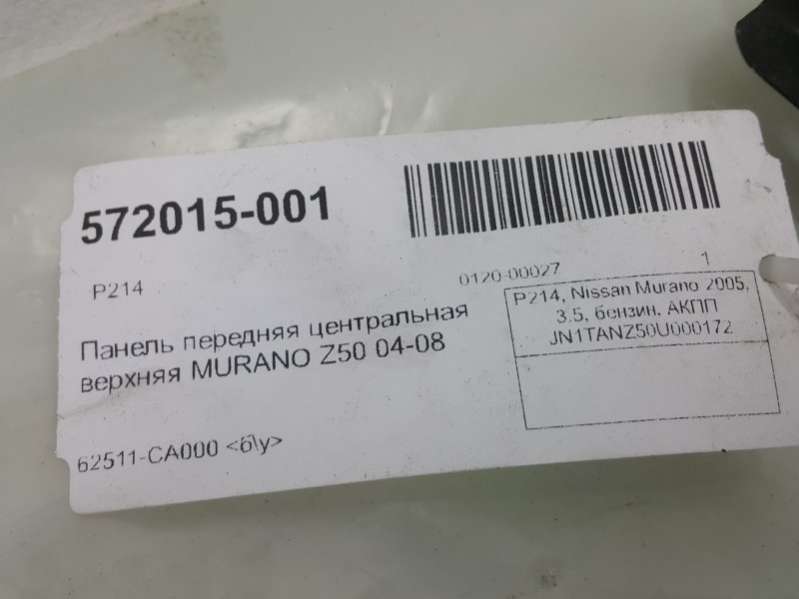 572015-001
P214
0120-00027
1
Панель передняя центральная
верхняя MURANO Z50 04-08
P214, Nissan Murano 2005,
3.5, бензин, АКПП
JN1TANZ50U000172
62511-CA000 <б\у>